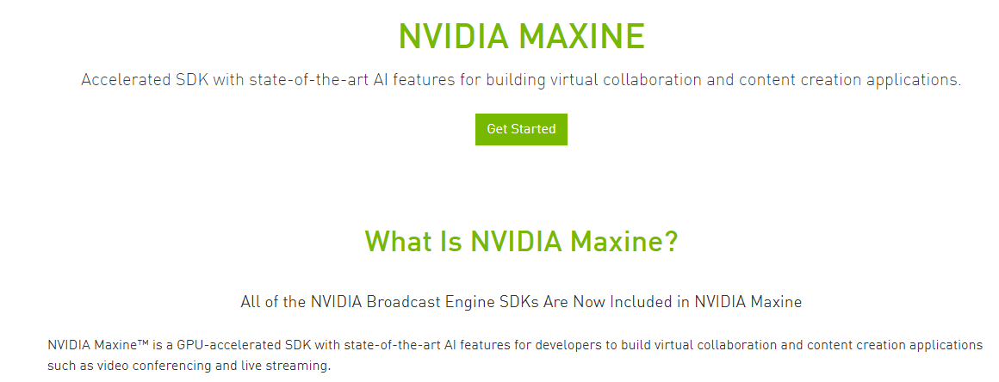 NVIDIA MAXINE
Accelerated SDK with state-of-the-art AI features for building virtual collaboration and content creation applications.
Get Started
What Is NVIDIA Maxine?
All of the NVIDIA Broadcast Engine SDKs Are Now Included in NVIDIA Maxine
NVIDIA Maxine™ is a GPU-accelerated SDK with state-of-the-art AI features for developers to build virtual collaboration and content creation applications
such as video conferencing and live streaming.